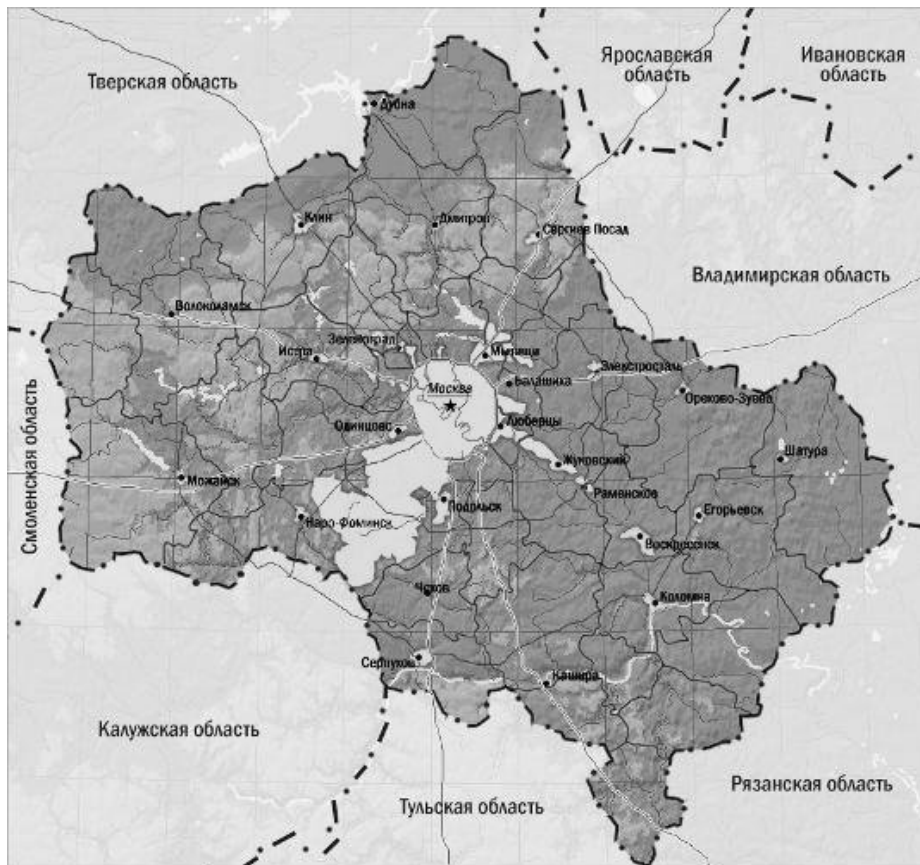 Ярославская
область
Ивановская
область
Тверская область
Дубна
Клин
Дмитров
Сергиев Посад
Владимирская область
Волоколамск
Зеленоград
Истра
Мытищи
Электросталь
Балашиха
Москва
Орехово-Зуево
Люберцы
Одинцово
Смоленская область
Шатура
Жуковский
Можайск
Раменское
Подольск
Егорьевск
Наро-Фоминск
Воскресенск
Чехов
Коломна
Серпухов
Кашира
Калужская область
Рязанская область
Тульская область